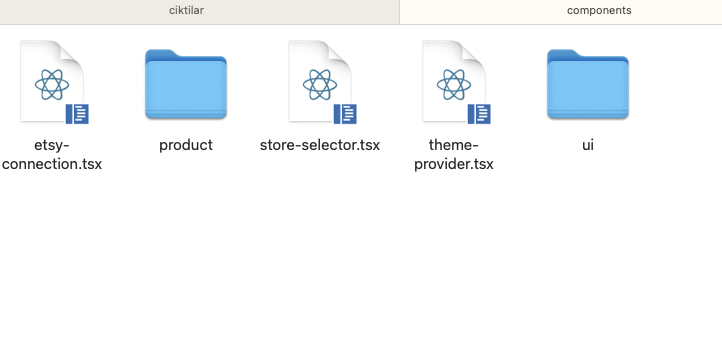 ciktilar
components
etsy-
connection.tsx
product
store-selector.tsx
theme-
provider.tsx
ui